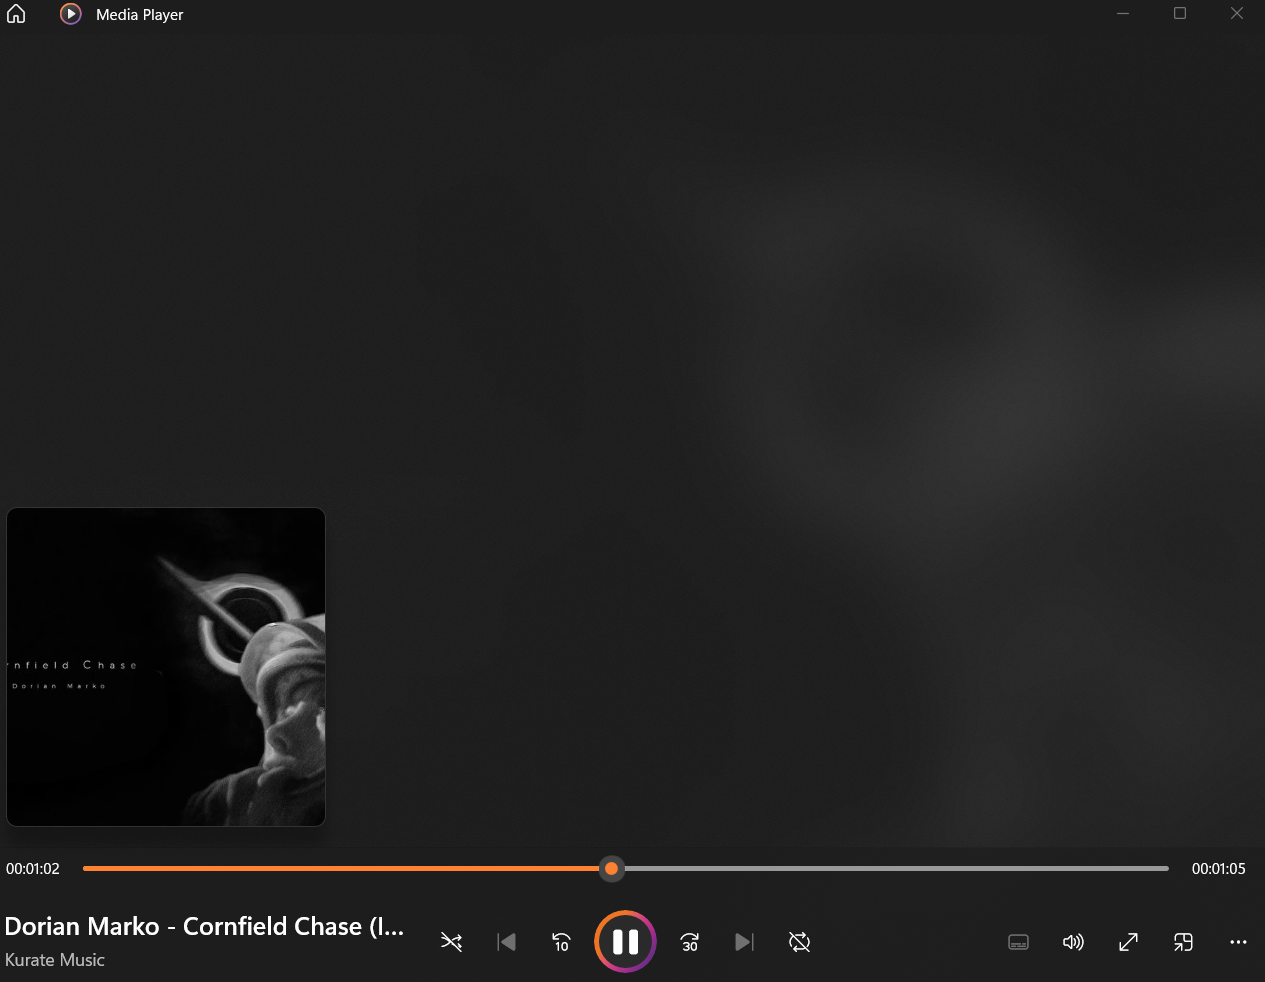 Media Player
rnfield Chase
Dorian Marko
00:01:02
00:01:05
Dorian Marko - Cornfield Chase (I...
Kurate Music
10
30